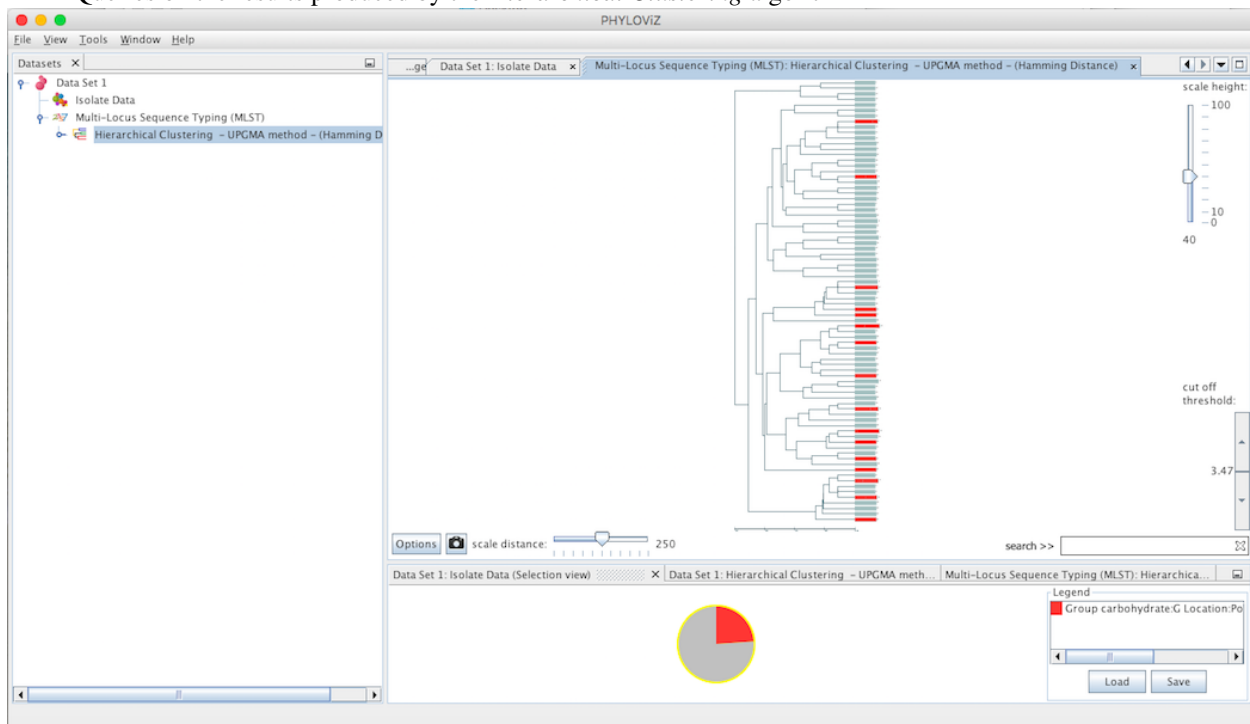 PHYLOViZ
File View Tools Window Help
Datasets
Data Set 1
Isolate Data
Multi-Locus Sequence Typing (MLST)
Hierarchical Clustering – UPGMA method – (Hamming D
...ge
Data Set 1: Isolate Data
Multi-Locus Sequence Typing (MLST): Hierarchical Clustering – UPGMA method – (Hamming Distance)
scale height:
100
10
0
40
cut off
threshold:
3.47
Options
scale distance:
250
search >>
Data Set 1: Isolate Data (Selection view)
Data Set 1: Hierarchical Clustering – UPGMA meth...
Multi-Locus Sequence Typing (MLST): Hierarchica...
Legend
Group carbohydrate:G Location:Po
Load
Save